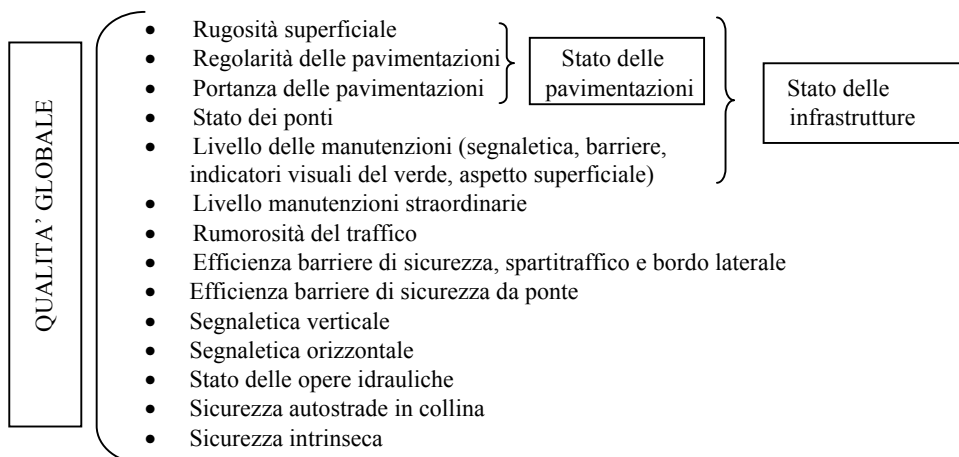 QUALITA’ GLOBALE
• Rugosità superficiale
• Regolarità delle pavimentazioni
• Portanza delle pavimentazioni
• Stato dei ponti
• Livello delle manutenzioni (segnaletica, barriere,
indicatori visuali del verde, aspetto superficiale)
• Livello manutenzioni straordinarie
• Rumorosità del traffico
• Efficienza barriere di sicurezza, spartitraffico e bordo laterale
• Efficienza barriere di sicurezza da ponte
• Segnaletica verticale
• Segnaletica orizzontale
• Stato delle opere idrauliche
• Sicurezza autostrade in collina
• Sicurezza intrinseca
Stato delle
pavimentazioni
Stato delle
infrastrutture